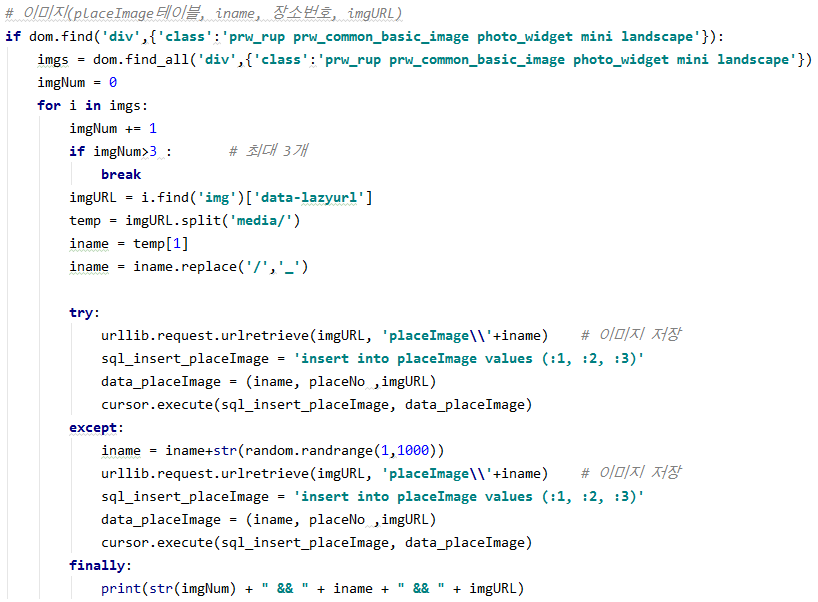 # 이미지(placeImage테이블, iname, 장소번호, imgURL)
if dom.find('div',{'class':'prw_rup prw_common_basic_image photo_widget mini landscape'}):
    imgs = dom.find_all('div',{'class':'prw_rup prw_common_basic_image photo_widget mini landscape'})
    imgNum = 0
    for i in imgs:
        imgNum += 1
        if imgNum>3 :       # 최대 3개
            break
        imgURL = i.find('img')['data-lazyurl']
        temp = imgURL.split('media/')
        iname = temp[1]
        iname = iname.replace('/','_')
        try:
            urllib.request.urlretrieve(imgURL, 'placeImage\\'+iname)    # 이미지 저장
            sql_insert_placeImage = 'insert into placeImage values (:1, :2, :3)'
            data_placeImage = (iname, placeNo ,imgURL)
            cursor.execute(sql_insert_placeImage, data_placeImage)
        except:
            iname = iname+str(random.randrange(1,1000))
            urllib.request.urlretrieve(imgURL, 'placeImage\\'+iname)    # 이미지 저장
            sql_insert_placeImage = 'insert into placeImage values (:1, :2, :3)'
            data_placeImage = (iname, placeNo ,imgURL)
            cursor.execute(sql_insert_placeImage, data_placeImage)
        finally:
            print(str(imgNum) + " && " + iname + " && " + imgURL)